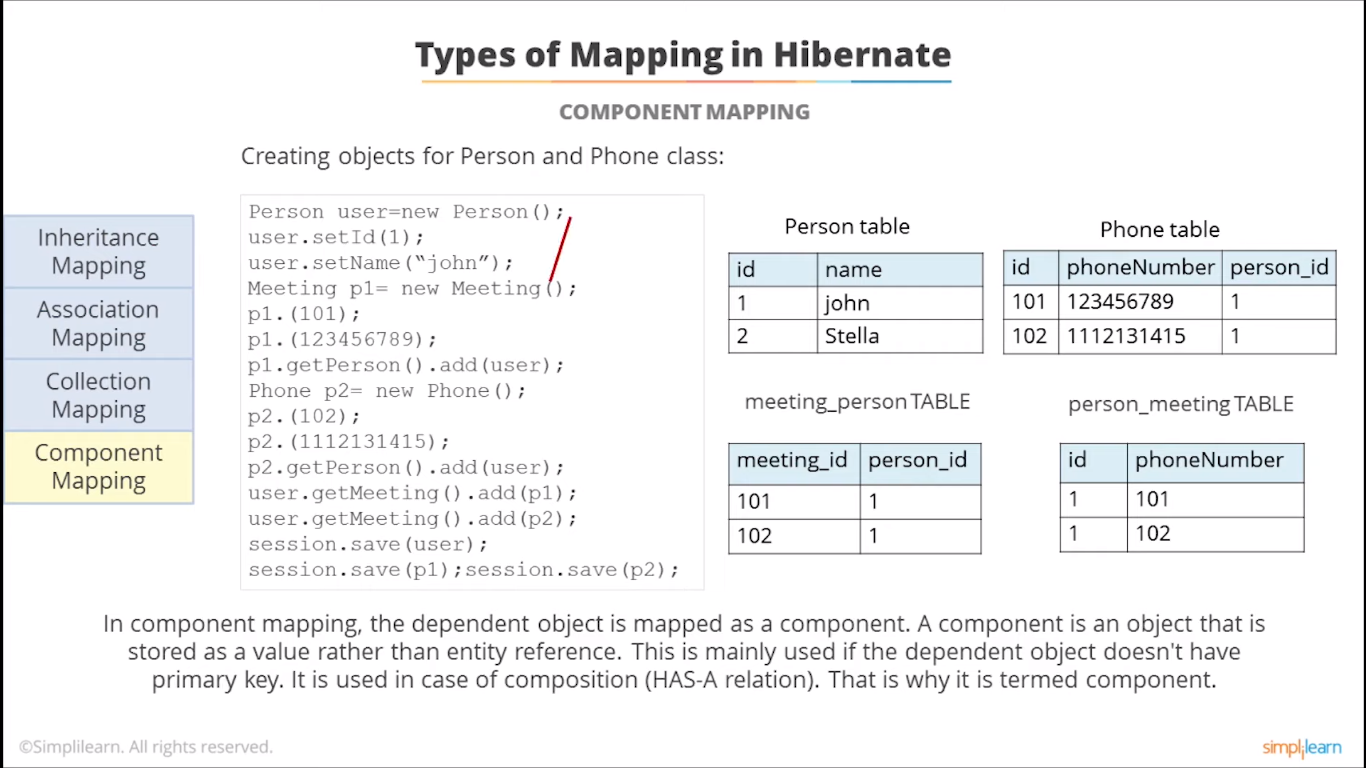 Types of Mapping in Hibernate
COMPONENT MAPPING
Creating objects for Person and Phone class:
Inheritance
Mapping
Association
Mapping
Collection
Mapping
Component
Mapping
Person user=new Person();
user.setId(1);
user.setName(“john”);
Meeting p1= new Meeting();
p1.(101);
p1.(123456789);
p1.getPerson().add(user);
Phone p2= new Phone();
p2.(102);
p2.(1112131415);
p2.getPerson().add(user);
user.getMeeting().add(p1);
user.getMeeting().add(p2);
session.save(user);
session.save(p1);session.save(p2);
Person table
id name
1 john
2 Stella
Phone table
id phoneNumber person_id
101 123456789 1
102 1112131415 1
meeting_person TABLE
meeting_id person_id
101 1
102 1
person_meeting TABLE
id phoneNumber
1 101
1 102
In component mapping, the dependent object is mapped as a component. A component is an object that is
stored as a value rather than entity reference. This is mainly used if the dependent object doesn't have
primary key. It is used in case of composition (HAS-A relation). That is why it is termed component.
©Simplilearn. All rights reserved.
simplilearn